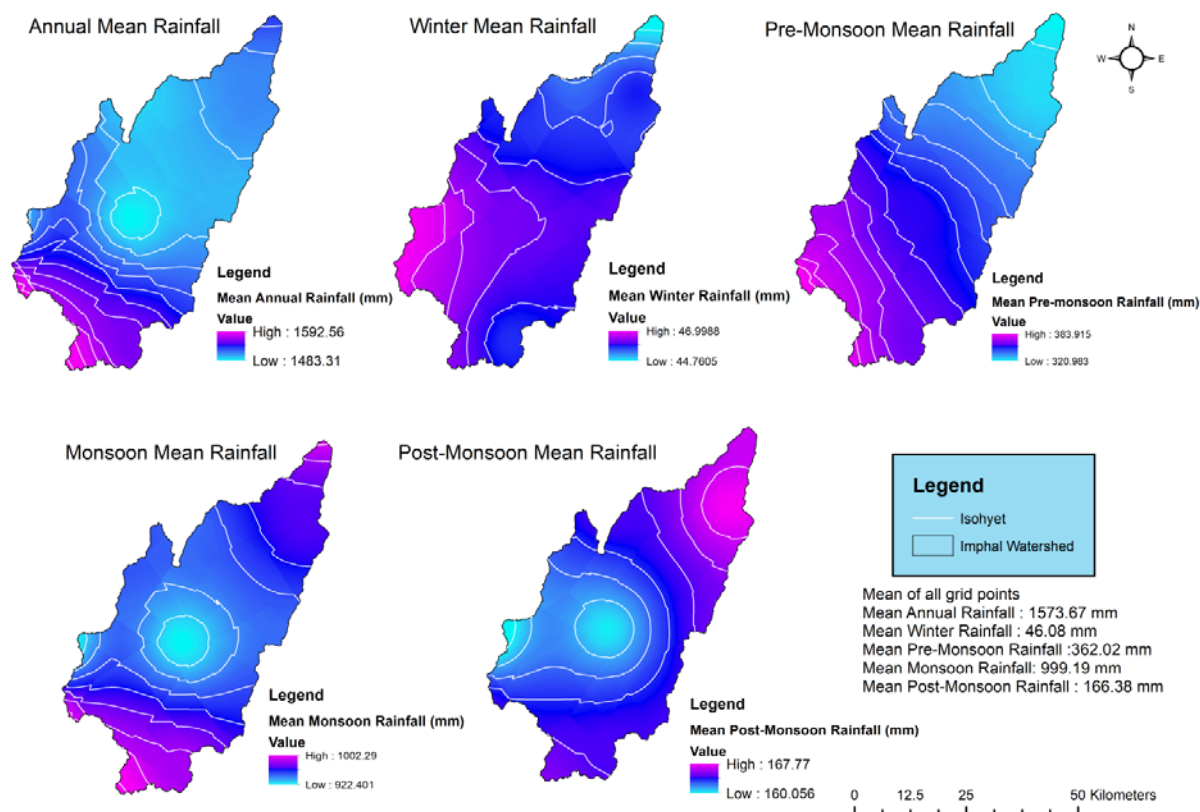 Annual Mean Rainfall
Legend
Mean Annual Rainfall (mm)
Value
High : 1592.56
Low : 1483.31
Winter Mean Rainfall
Legend
Mean Winter Rainfall (mm)
Value
High : 46.9988
Low : 44.7605
Pre-Monsoon Mean Rainfall
Legend
Mean Pre-monsoon Rainfall (mm)
Value
High : 383.915
Low : 320.983
N
W E
S
Monsoon Mean Rainfall
Legend
Mean Monsoon Rainfall (mm)
Value
High : 1002.29
Low : 922.401
Post-Monsoon Mean Rainfall
Legend
Mean Post-Monsoon Rainfall (mm)
Value
High : 167.77
Low : 160.056
Legend
Isohyet
Imphal Watershed
Mean of all grid points
Mean Annual Rainfall : 1573.67 mm
Mean Winter Rainfall : 46.08 mm
Mean Pre-Monsoon Rainfall :362.02 mm
Mean Monsoon Rainfall: 999.19 mm
Mean Post-Monsoon Rainfall : 166.38 mm
0 12.5 25 50 Kilometers